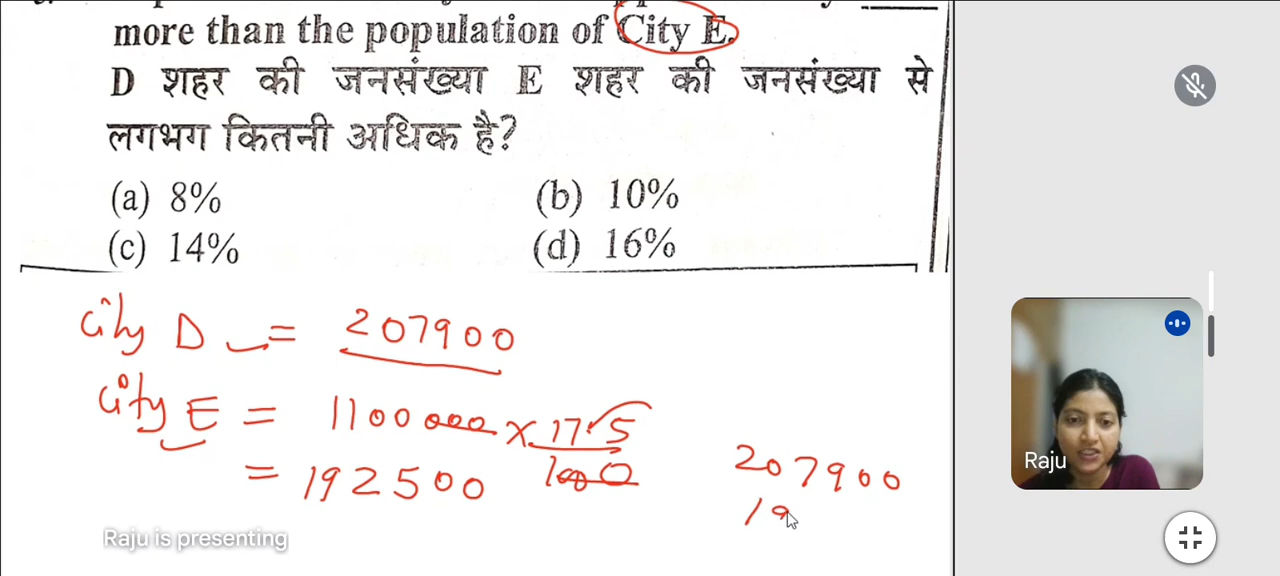 more than the population of City E.
D शहर की जनसंख्या E शहर की जनसंख्या से
लगभग कितनी अधिक है?
(a) 8% (b) 10%
(c) 14% (d) 16%
City D = 207900
City E = 1100000 × 17.5
100 0
= 192500
207900
19
Raju is presenting
Raju